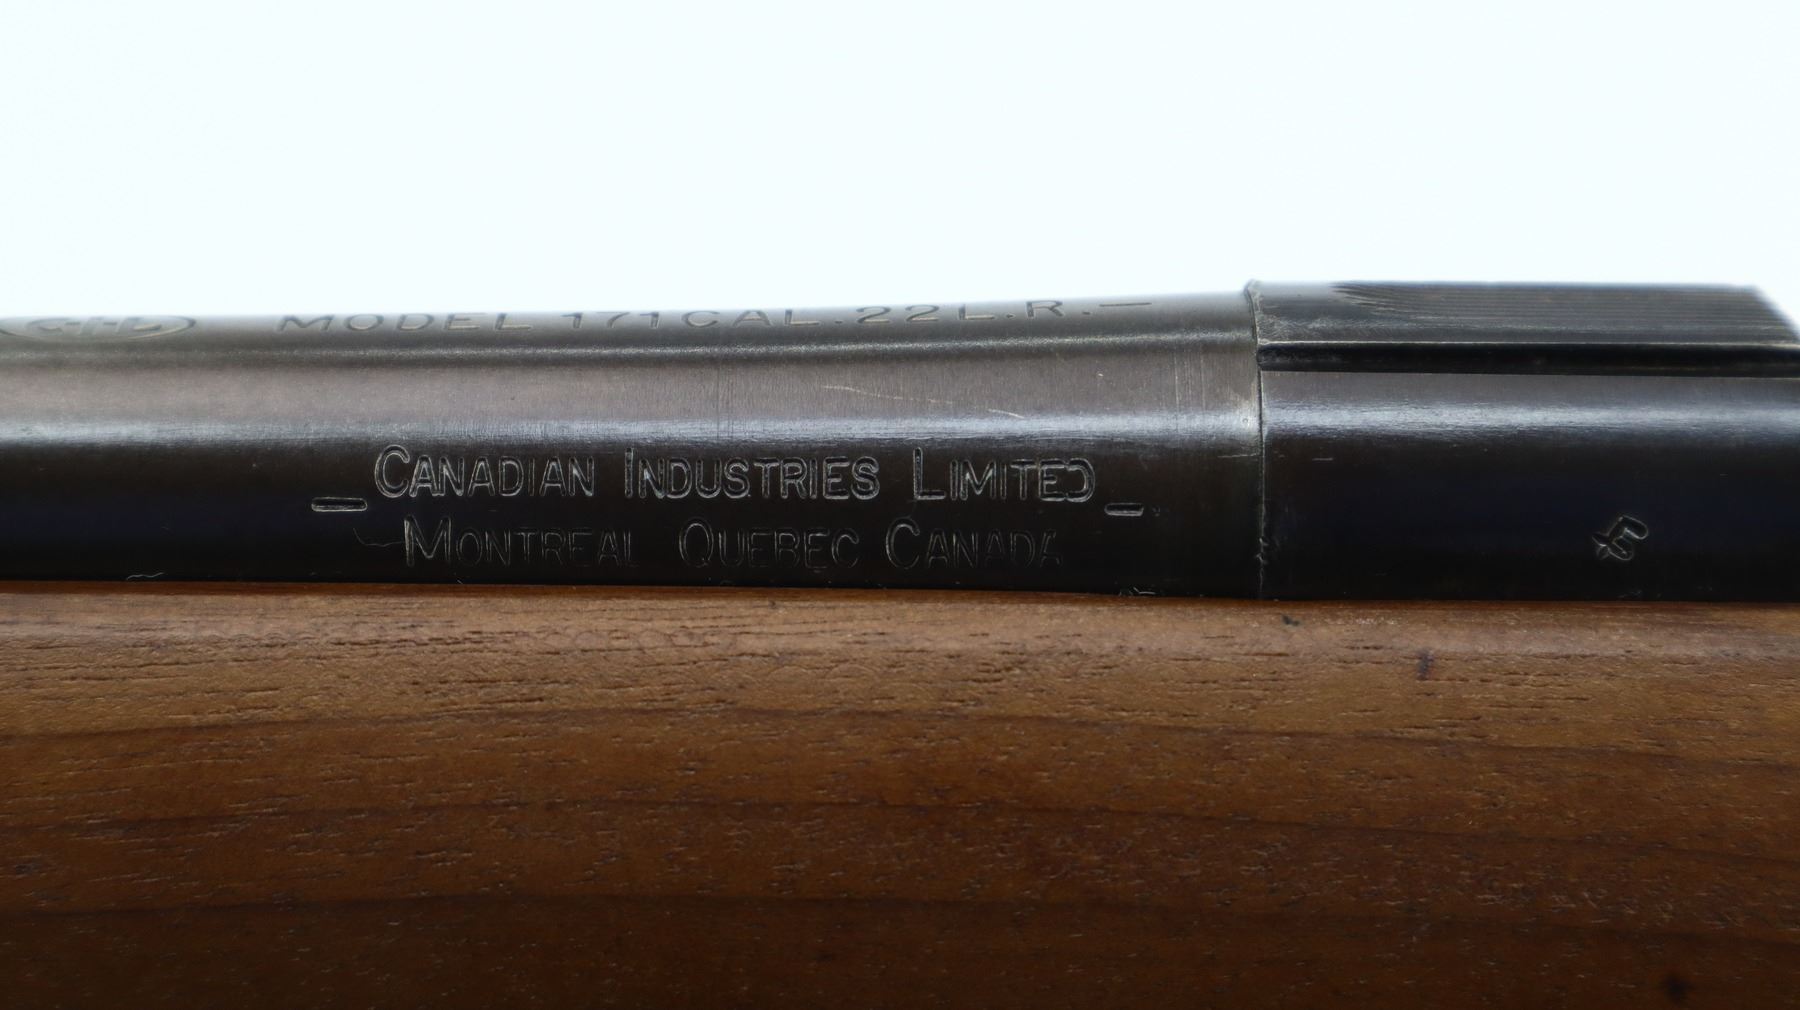 C-I-L MODEL 171 CAL. 22 L.R. —
— CANADIAN INDUSTRIES LIMITED —
MONTREAL QUEBEC CANADA